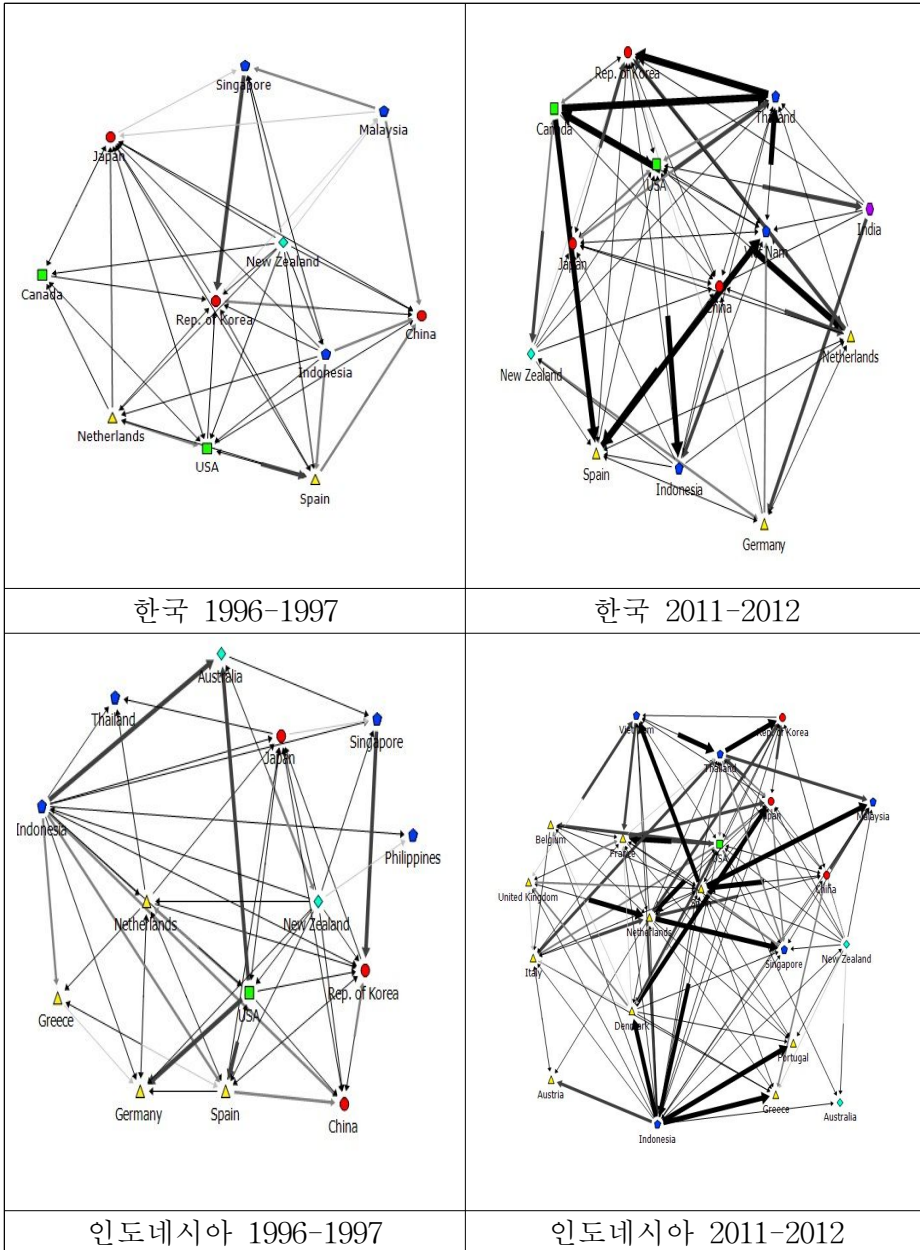 Singapore
Malaysia
Japan
New Zealand
Canada
Rep. of Korea
China
Indonesia
Netherlands
USA
Spain
Rep. of Korea
Thailand
Canada
USA
India
Nam
Japan
China
Netherlands
New Zealand
Spain
Indonesia
Germany
한국 1996-1997
한국 2011-2012
Australia
Thailand
Singapore
Japan
Indonesia
Philippines
Netherlands
New Zealand
Rep. of Korea
Greece
USA
Germany
Spain
China
Vietnam
Rep. of Korea
Thailand
Japan
Malaysia
Belgium
France
USA
China
United Kingdom
Netherlands
Singapore
New Zealand
Italy
Denmark
Portugal
Austria
Greece
Australia
Indonesia
인도네시아 1996-1997
인도네시아 2011-2012